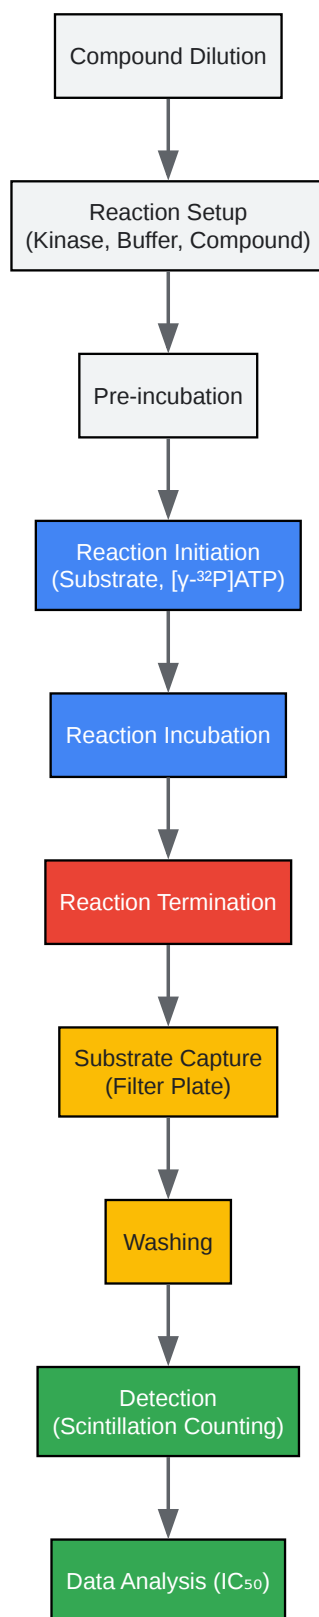 Compound Dilution
Reaction Setup
(Kinase, Buffer, Compound)
Pre-incubation
Reaction Initiation
(Substrate, [γ-³²P]ATP)
Reaction Incubation
Reaction Termination
Substrate Capture
(Filter Plate)
Washing
Detection
(Scintillation Counting)
Data Analysis (IC₅₀)